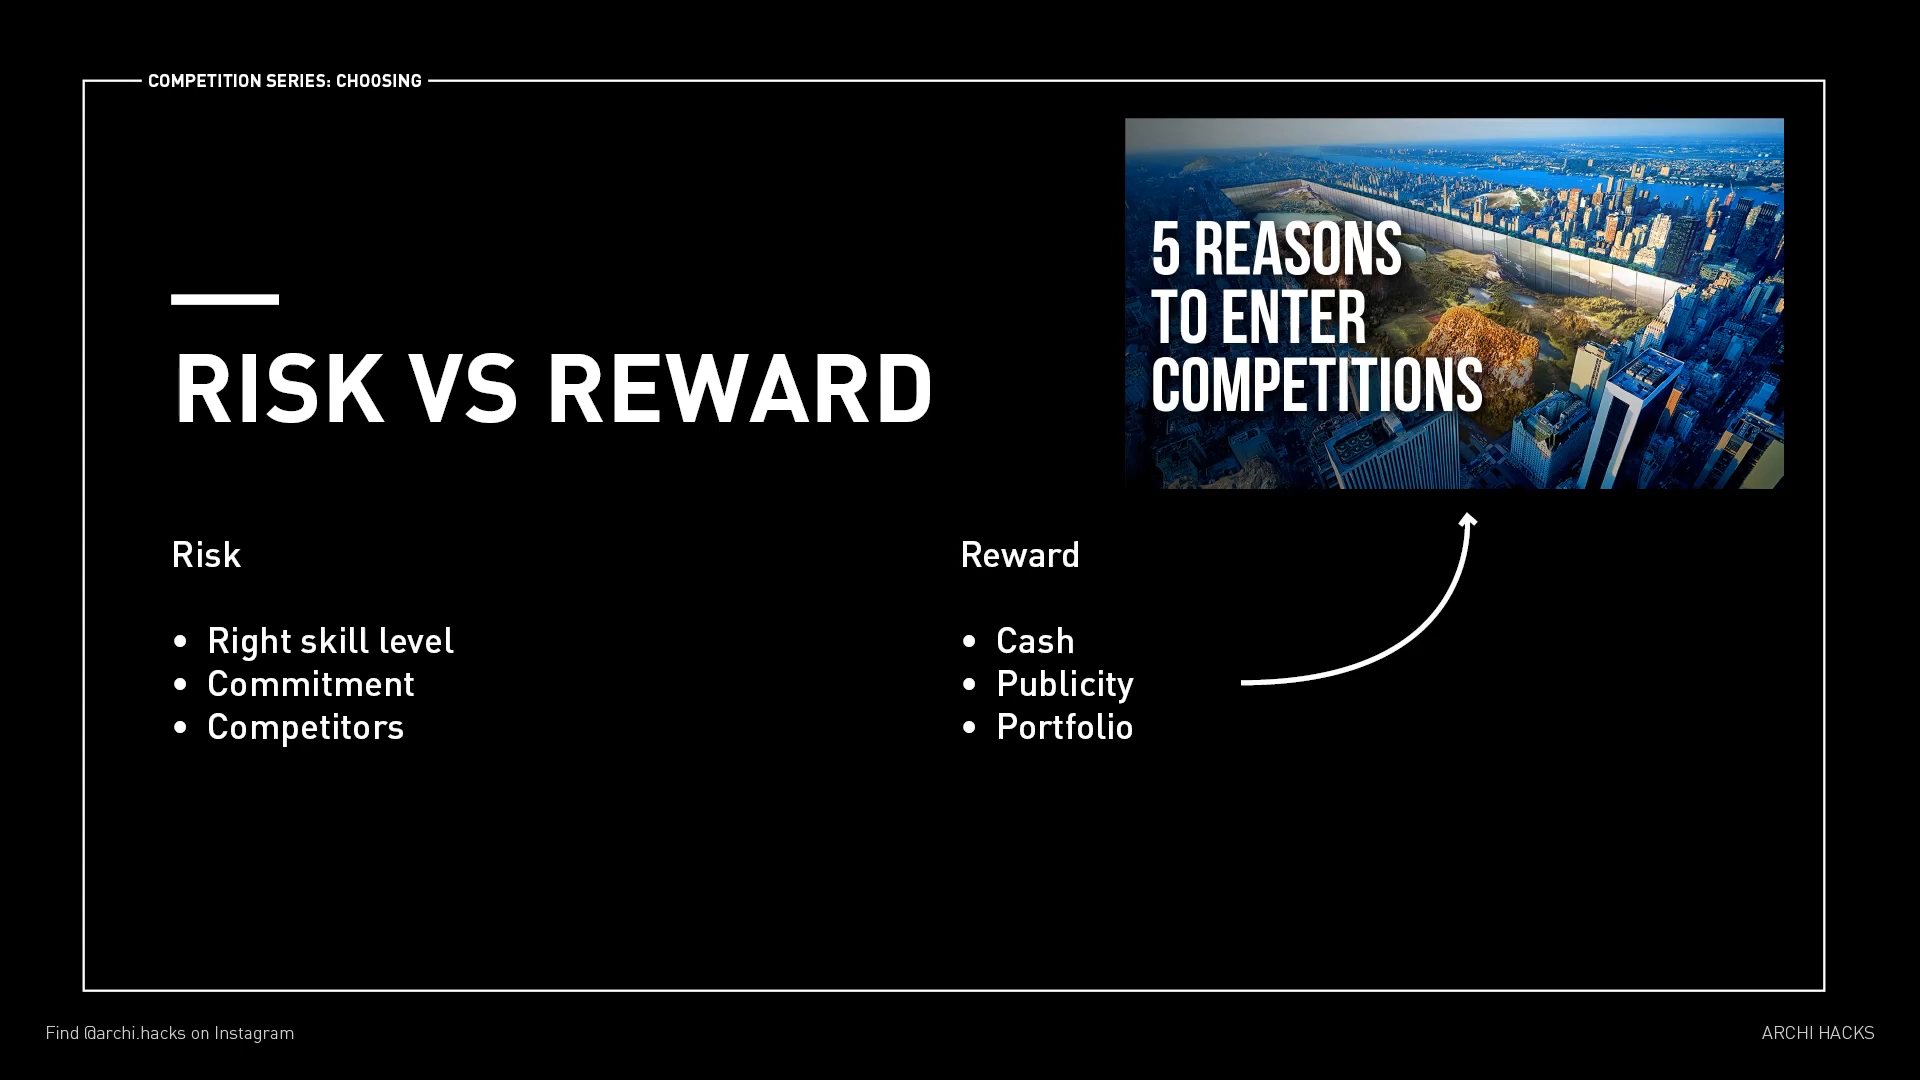 COMPETITION SERIES: CHOOSING
5 REASONS
TO ENTER
COMPETITIONS
RISK VS REWARD
Risk
• Right skill level
• Commitment
• Competitors
Reward
• Cash
• Publicity
• Portfolio
Find @archi.hacks on Instagram
ARCHI HACKS